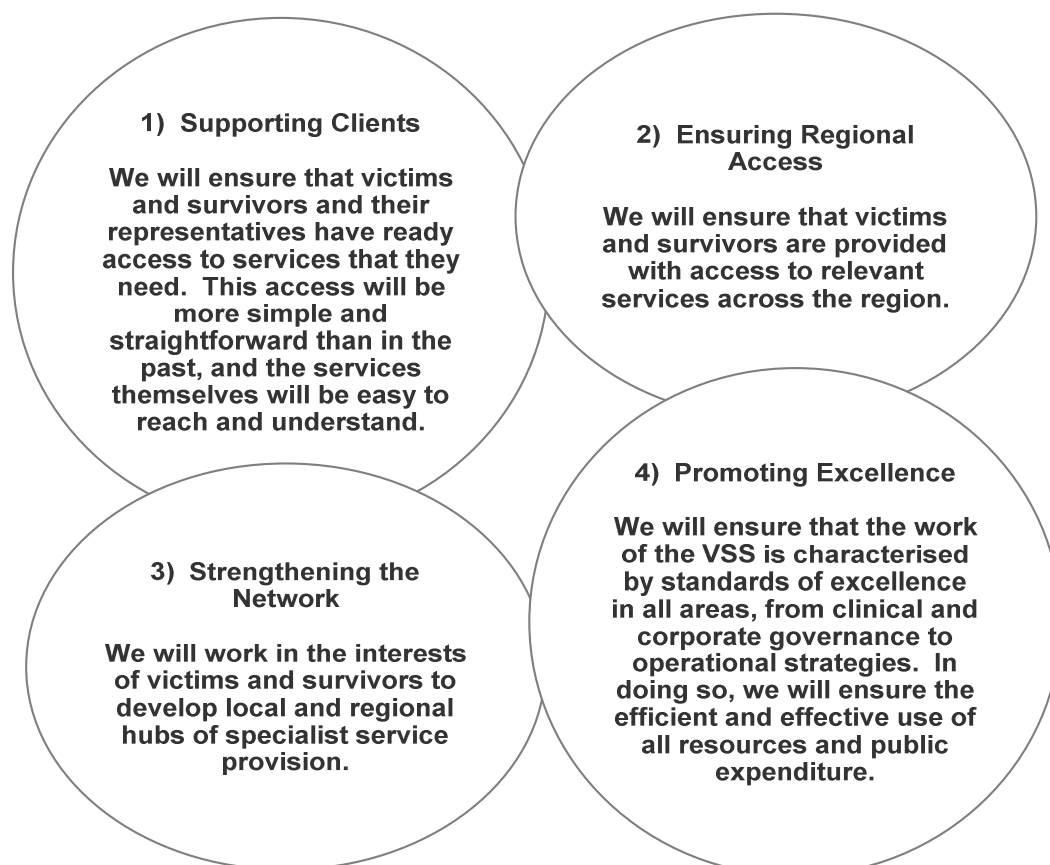 1) Supporting Clients
We will ensure that victims
and survivors and their
representatives have ready
access to services that they
need. This access will be
more simple and
straightforward than in the
past, and the services
themselves will be easy to
reach and understand.
2) Ensuring Regional
Access
We will ensure that victims
and survivors are provided
with access to relevant
services across the region.
3) Strengthening the
Network
We will work in the interests
of victims and survivors to
develop local and regional
hubs of specialist service
provision.
4) Promoting Excellence
We will ensure that the work
of the VSS is characterised
by standards of excellence
in all areas, from clinical and
corporate governance to
operational strategies. In
doing so, we will ensure the
efficient and effective use of
all resources and public
expenditure.